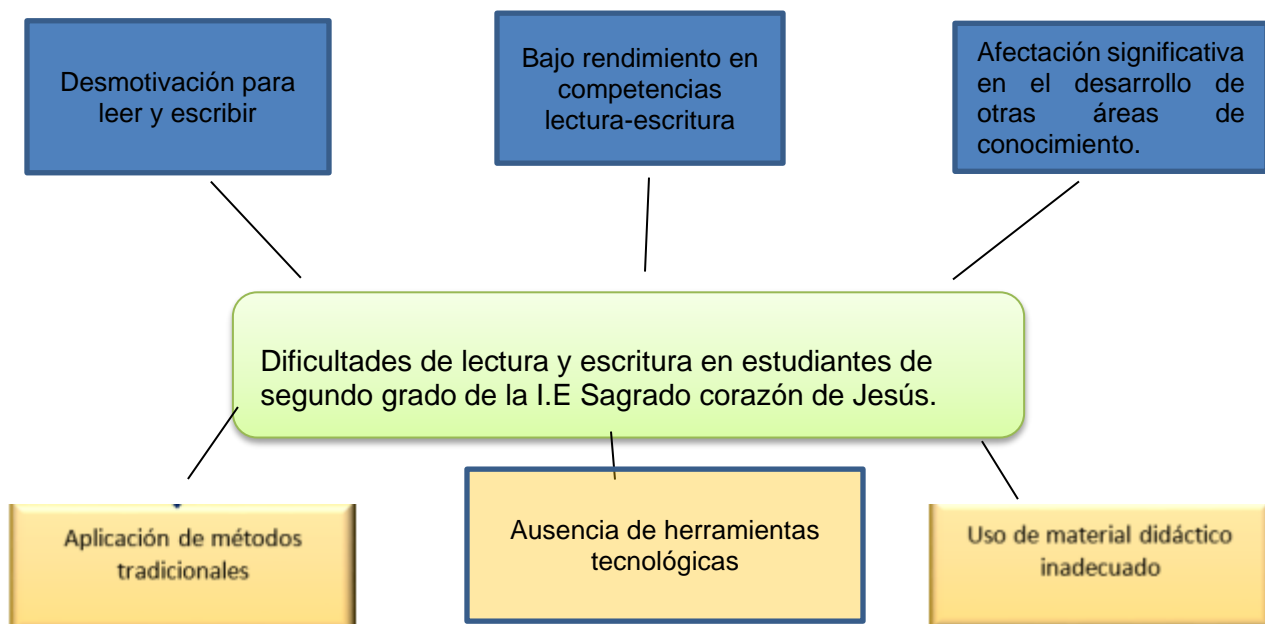 Desmotivación para
leer y escribir
Bajo rendimiento en
competencias
lectura-escritura
Afectación significativa
en el desarrollo de
otras áreas de
conocimiento.
Dificultades de lectura y escritura en estudiantes de
segundo grado de la I.E Sagrado corazón de Jesús.
Aplicación de métodos
tradicionales
Ausencia de herramientas
tecnológicas
Uso de material didáctico
inadecuado